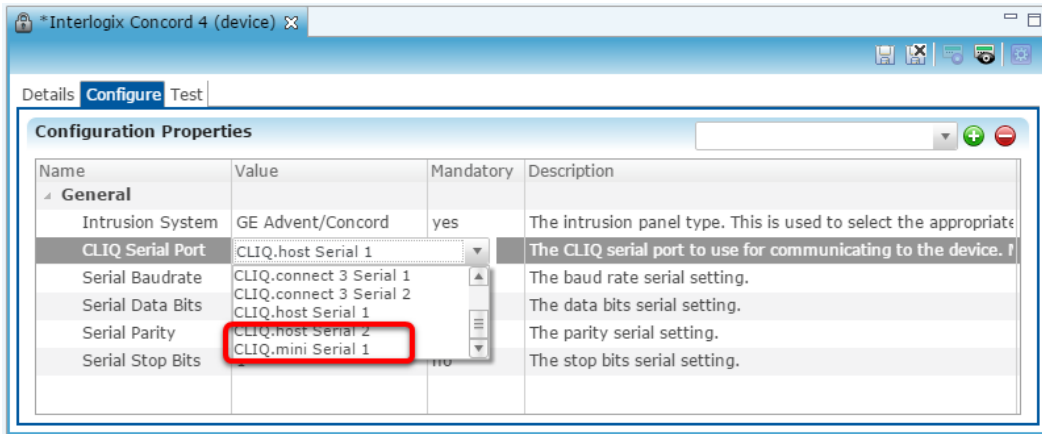 *Interlogix Concord 4 (device)
Details Configure Test
Configuration Properties
Name Value Mandatory Description
General
Intrusion System GE Advent/Concord yes The intrusion panel type. This is used to select the appropriate
CLIQ Serial Port CLIQ.host Serial 1 The CLIQ serial port to use for communicating to the device.
CLIQ.connect 3 Serial 1
Serial Baudrate The baud rate serial setting.
CLIQ.connect 3 Serial 2
Serial Data Bits CLIQ.host Serial 1 The data bits serial setting.
Serial Parity CLIQ.host Serial 2 The parity serial setting.
CLIQ.mini Serial 1
Serial Stop Bits no The stop bits serial setting.